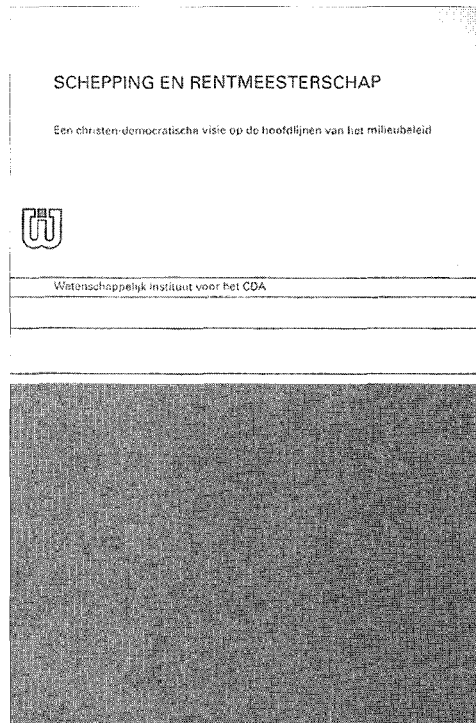 SCHEPPING EN RENTMEESTERSCHAP
Een christen-democratische visie op de hoofdlijnen van het milieubeleid
Wetenschappelijk instituut voor het CDA